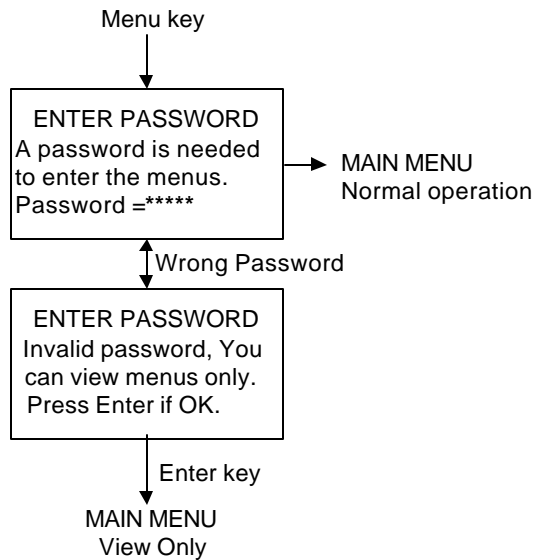 Menu key
ENTER PASSWORD
A password is needed
to enter the menus.
Password =*****
MAIN MENU
Normal operation
Wrong Password
ENTER PASSWORD
Invalid password, You
can view menus only.
Press Enter if OK.
Enter key
MAIN MENU
View Only